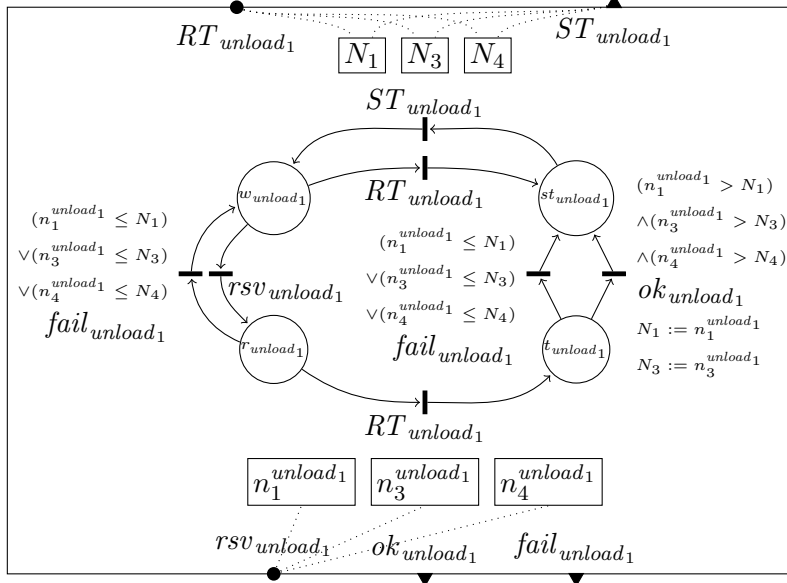 RT_{unload_1}
ST_{unload_1}
N_1 N_3 N_4
ST_{unload_1}
w_{unload_1}
RT_{unload_1}
st_{unload_1}
(n_1^{unload_1} ≤ N_1)
∨(n_3^{unload_1} ≤ N_3)
∨(n_4^{unload_1} ≤ N_4)
fail_{unload_1}
rsv_{unload_1}
(n_1^{unload_1} ≤ N_1)
∨(n_3^{unload_1} ≤ N_3)
∨(n_4^{unload_1} ≤ N_4)
fail_{unload_1}
(n_1^{unload_1} > N_1)
∧(n_3^{unload_1} > N_3)
∧(n_4^{unload_1} > N_4)
ok_{unload_1}
N_1 := n_1^{unload_1}
N_3 := n_3^{unload_1}
r_{unload_1}
t_{unload_1}
RT_{unload_1}
n_1^{unload_1} n_3^{unload_1} n_4^{unload_1}
rsv_{unload_1} ok_{unload_1} fail_{unload_1}